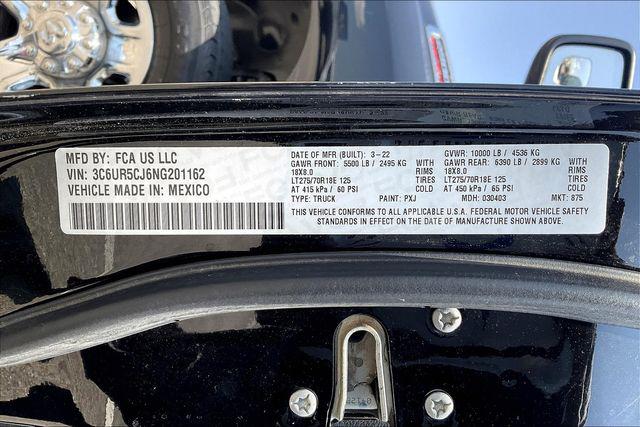 MFD BY: FCA US LLC
VIN: 3C6UR5CJ6NG201162
VEHICLE MADE IN: MEXICO
DATE OF MFR (BUILT): 3-22
GAWR FRONT: 5500 LB / 2495 KG WITH
18X8.0 RIMS
LT275/70R18E 125 TIRES
AT 415 kPa / 60 PSI COLD
TYPE: TRUCK PAINT: PXJ
GVWR: 10000 LB / 4536 KG
GAWR REAR: 6390 LB / 2899 KG WITH
18X8.0 RIMS
LT275/70R18E 125 TIRES
AT 450 kPa / 65 PSI COLD
MDH: 030403 MKT: 875
THIS VEHICLE CONFORMS TO ALL APPLICABLE U.S.A. FEDERAL MOTOR VEHICLE SAFETY
STANDARDS IN EFFECT ON THE DATE OF MANUFACTURE SHOWN ABOVE.